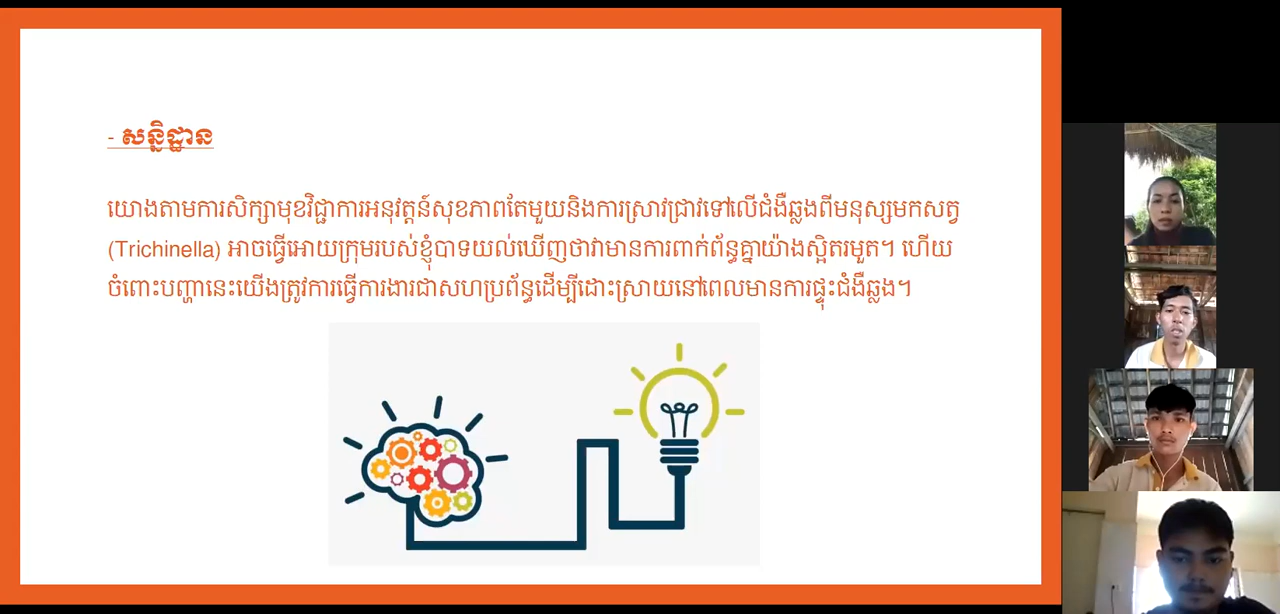 - សន្និដ្ឋាន
យោងតាមការសិក្សាមុខវិជ្ជាការអនុវត្តន៍សុខភាពតែមួយនិងការស្រាវជ្រាវទៅលើជំងឺឆ្លងពីមនុស្សមកសត្វ
(Trichinella) អាចធ្វើអោយក្រុមរបស់ខ្ញុំបាទយល់ឃើញថាវាមានការពាក់ព័ន្ធគ្នាយ៉ាងស្អិតរមួត។ ហើយ
ចំពោះបញ្ហានេះយើងត្រូវការធ្វើការងារជាសហប្រព័ន្ធដើម្បីដោះស្រាយនៅពេលមានការផ្ទុះជំងឺឆ្លង។